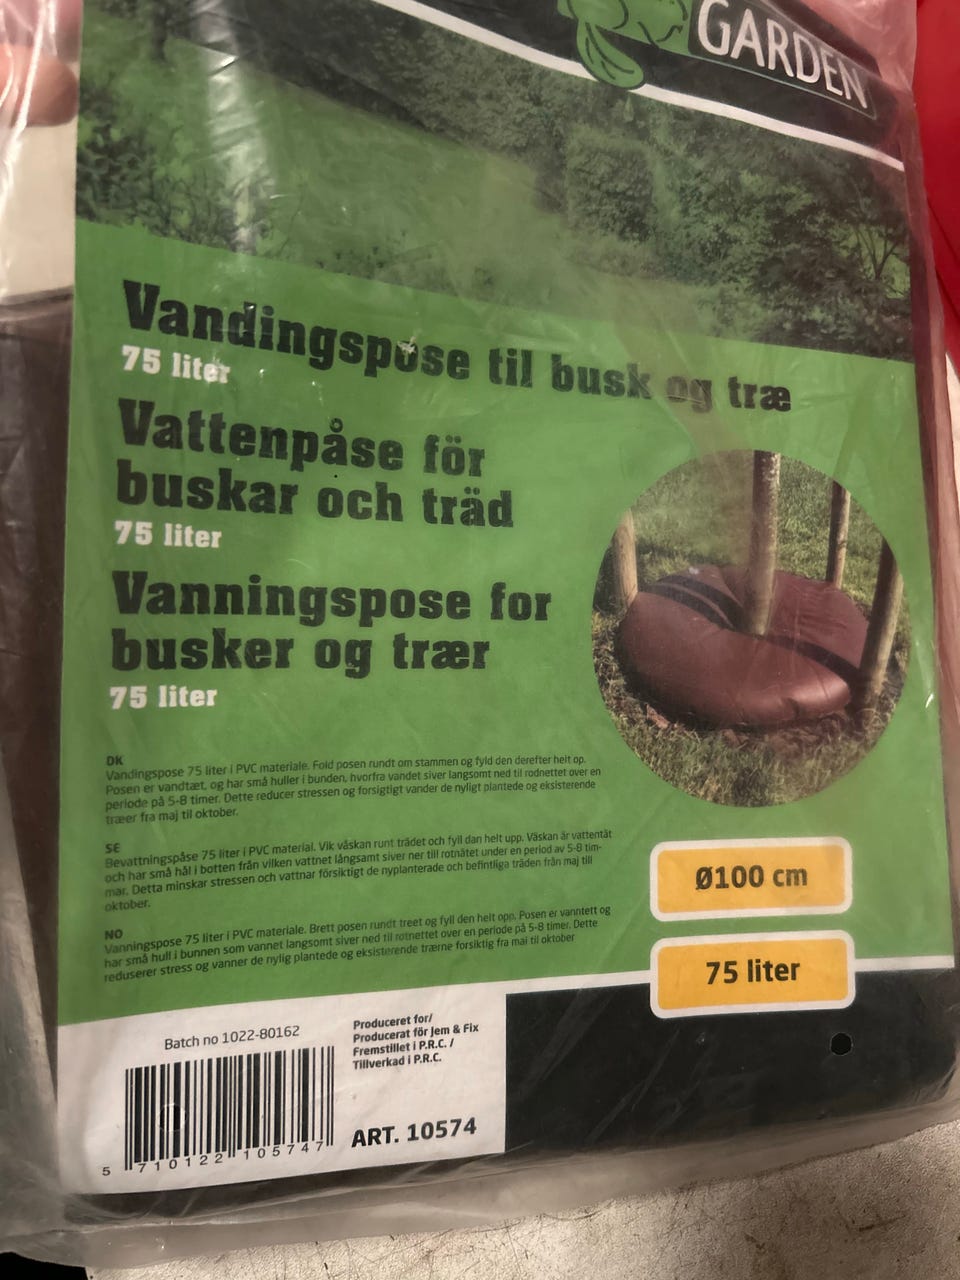 GARDEN
Vandingspose til busk og træ
75 liter
Vattenpåse för
buskar och träd
75 liter
Vanningspose for
busker og trær
75 liter
DK
Vandingspose 75 liter i PVC materiale. Fold posen rundt om stammen og fyld den derefter helt op.
Posen er vandtæt, og har små huller i bunden, hvorfra vandet siver langsomt ned til rodnettet over en
periode på 5-8 timer. Dette reducer stressen og forsigtigt vander de nyligt plantede og eksisterende
træer fra maj til oktober.
SE
Bevattningspåse 75 liter i PVC material. Vik våskan runt trädet och fyll dan helt upp. Väskan är vattentät
och har små hål i botten från vilken vattnet långsamt siver ner till rotnätet under en period av 5-8 tim-
mar. Detta minskar stressen och vattnar försiktigt de nyplanterade och befintliga träden från maj till
oktober.
NO
Vanningspose 75 liter i PVC materiale. Brett posen rundt treet og fyll den helt opp. Posen er vanntett og
har små hull i bunnen som vannet langsomt siver ned til rotnettet over en periode på 5-8 timer. Dette
reduserer stress og vanner de nylig plantede og eksisterende trærne forsiktig fra mai til oktober
Ø100 cm
75 liter
Batch no 1022-80162
Produceret for/
Producerat för Jem & Fix
Fremstillet i P.R.C. /
Tillverkad i P.R.C.
ART. 10574
5 710122 105747